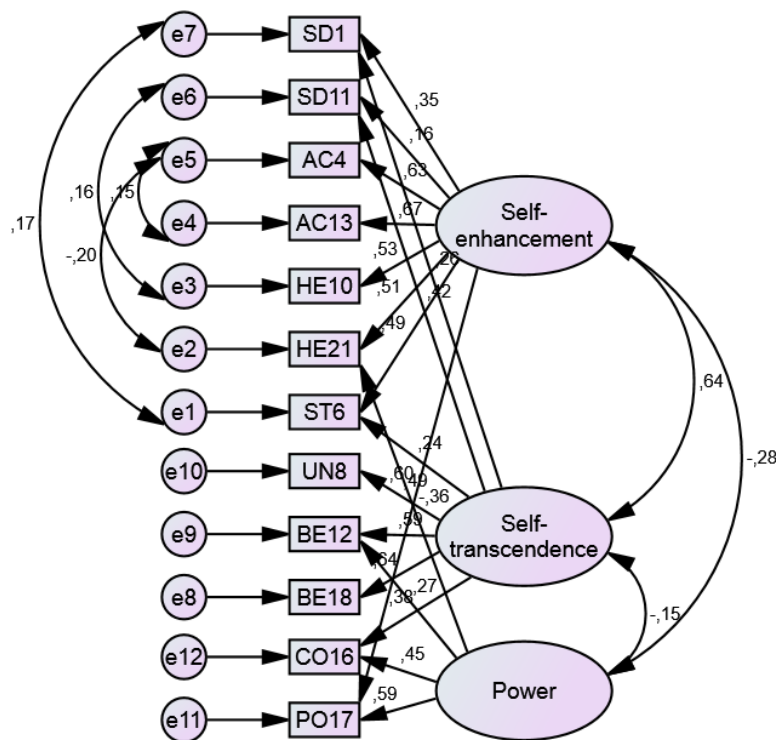 e7
SD1
e6
SD11
,35
e5
AC4
,16
,63
,16
,15
,67
e4
AC13
,17
Self-
enhancement
-,20
,53
,26
e3
HE10
,51
,42
,49
e2
HE21
,64
e1
ST6
,24
-,28
e10
UN8
,60
,49
-,36
e9
BE12
,59
Self-
transcendence
,64
e8
BE18
,38
,27
-,15
e12
CO16
,45
Power
,59
e11
PO17